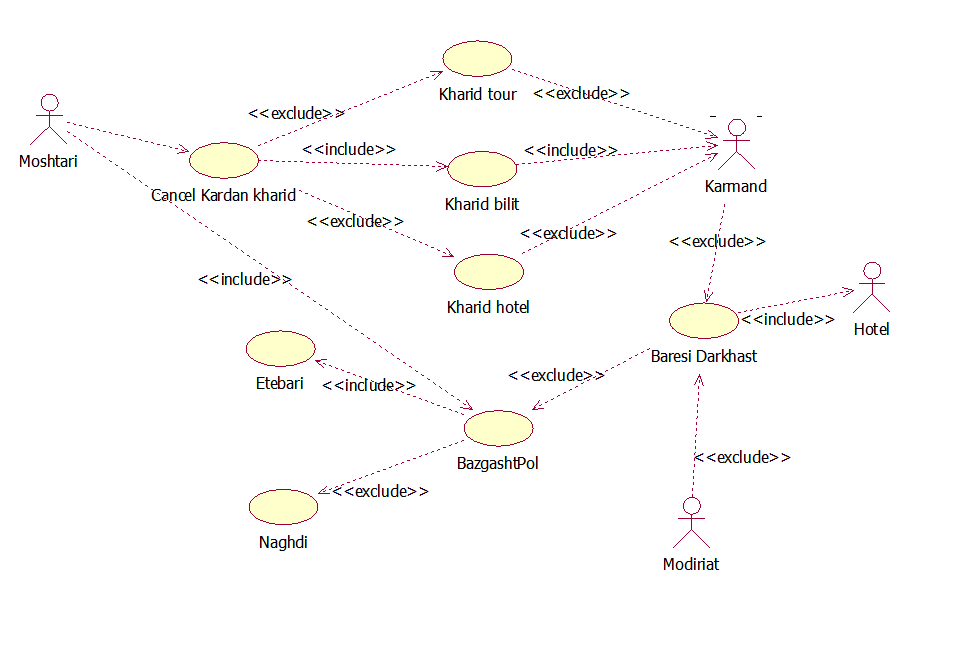 Kharid tour
<<exclude>>
<<exclude>>
Moshtari
<<include>>
<<include>>
Cancel Kardan kharid
Kharid bilit
Karmand
<<exclude>>
<<exclude>>
<<exclude>>
<<include>>
Kharid hotel
<<include>>
Hotel
Baresi Darkhast
Etebari
<<include>>
<<exclude>>
BazgashtPol
<<exclude>>
<<exclude>>
Naghdi
Modiriat